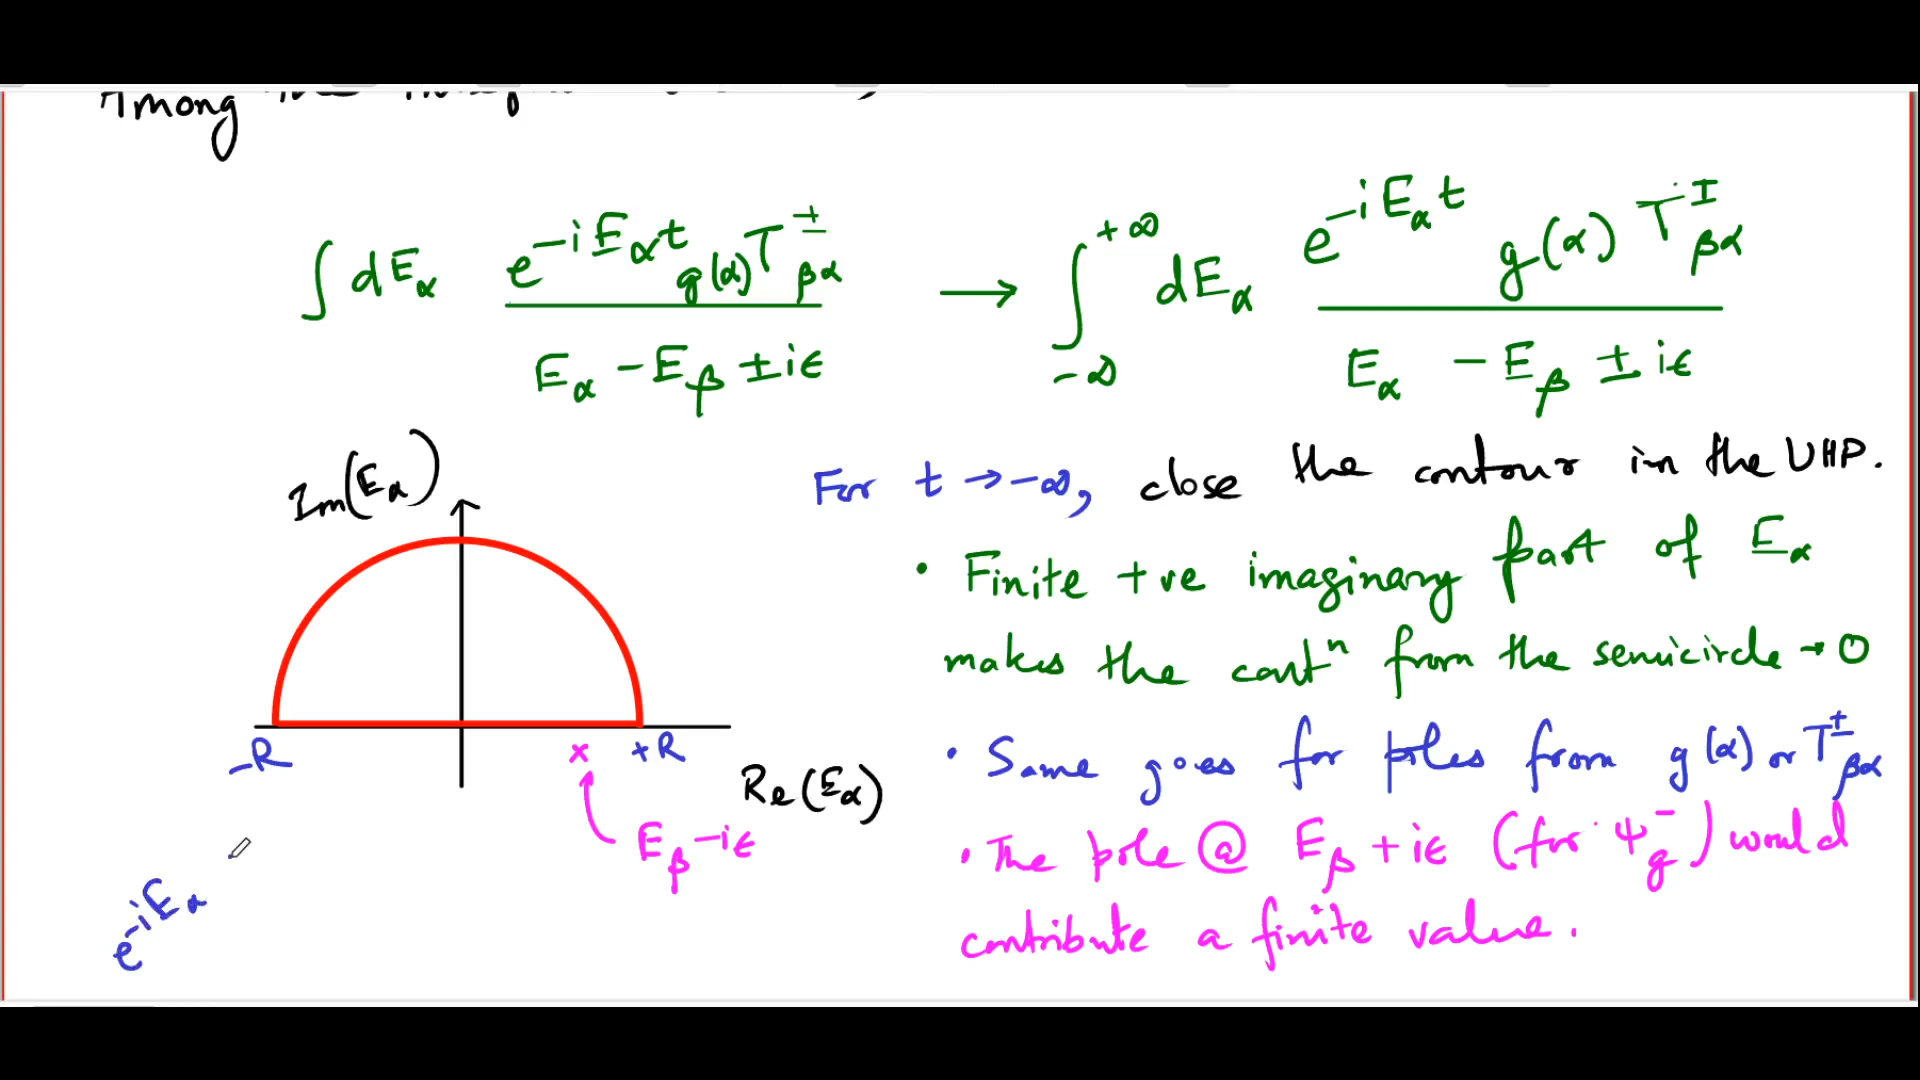 Among
∫ dEα e^{-iEαt} g(α) T^±_{βα} / (Eα − Eβ ± iϵ) → ∫_{-∞}^{+∞} dEα e^{-iEαt} g(α) T^±_{βα} / (Eα − Eβ ± iϵ)
Im(Eα)
For t → −∞, close the contour in the UHP.
• Finite +ve imaginary part of Eα
makes the contⁿ from the semicircle → 0
−R
x
+R
Re(Eα)
• Same goes for poles from g(α) or T^±_{βα}
Eβ − iϵ
• The pole @ Eβ + iϵ (for Ψ_g^−) would
contribute a finite value.
e^{-iEα}